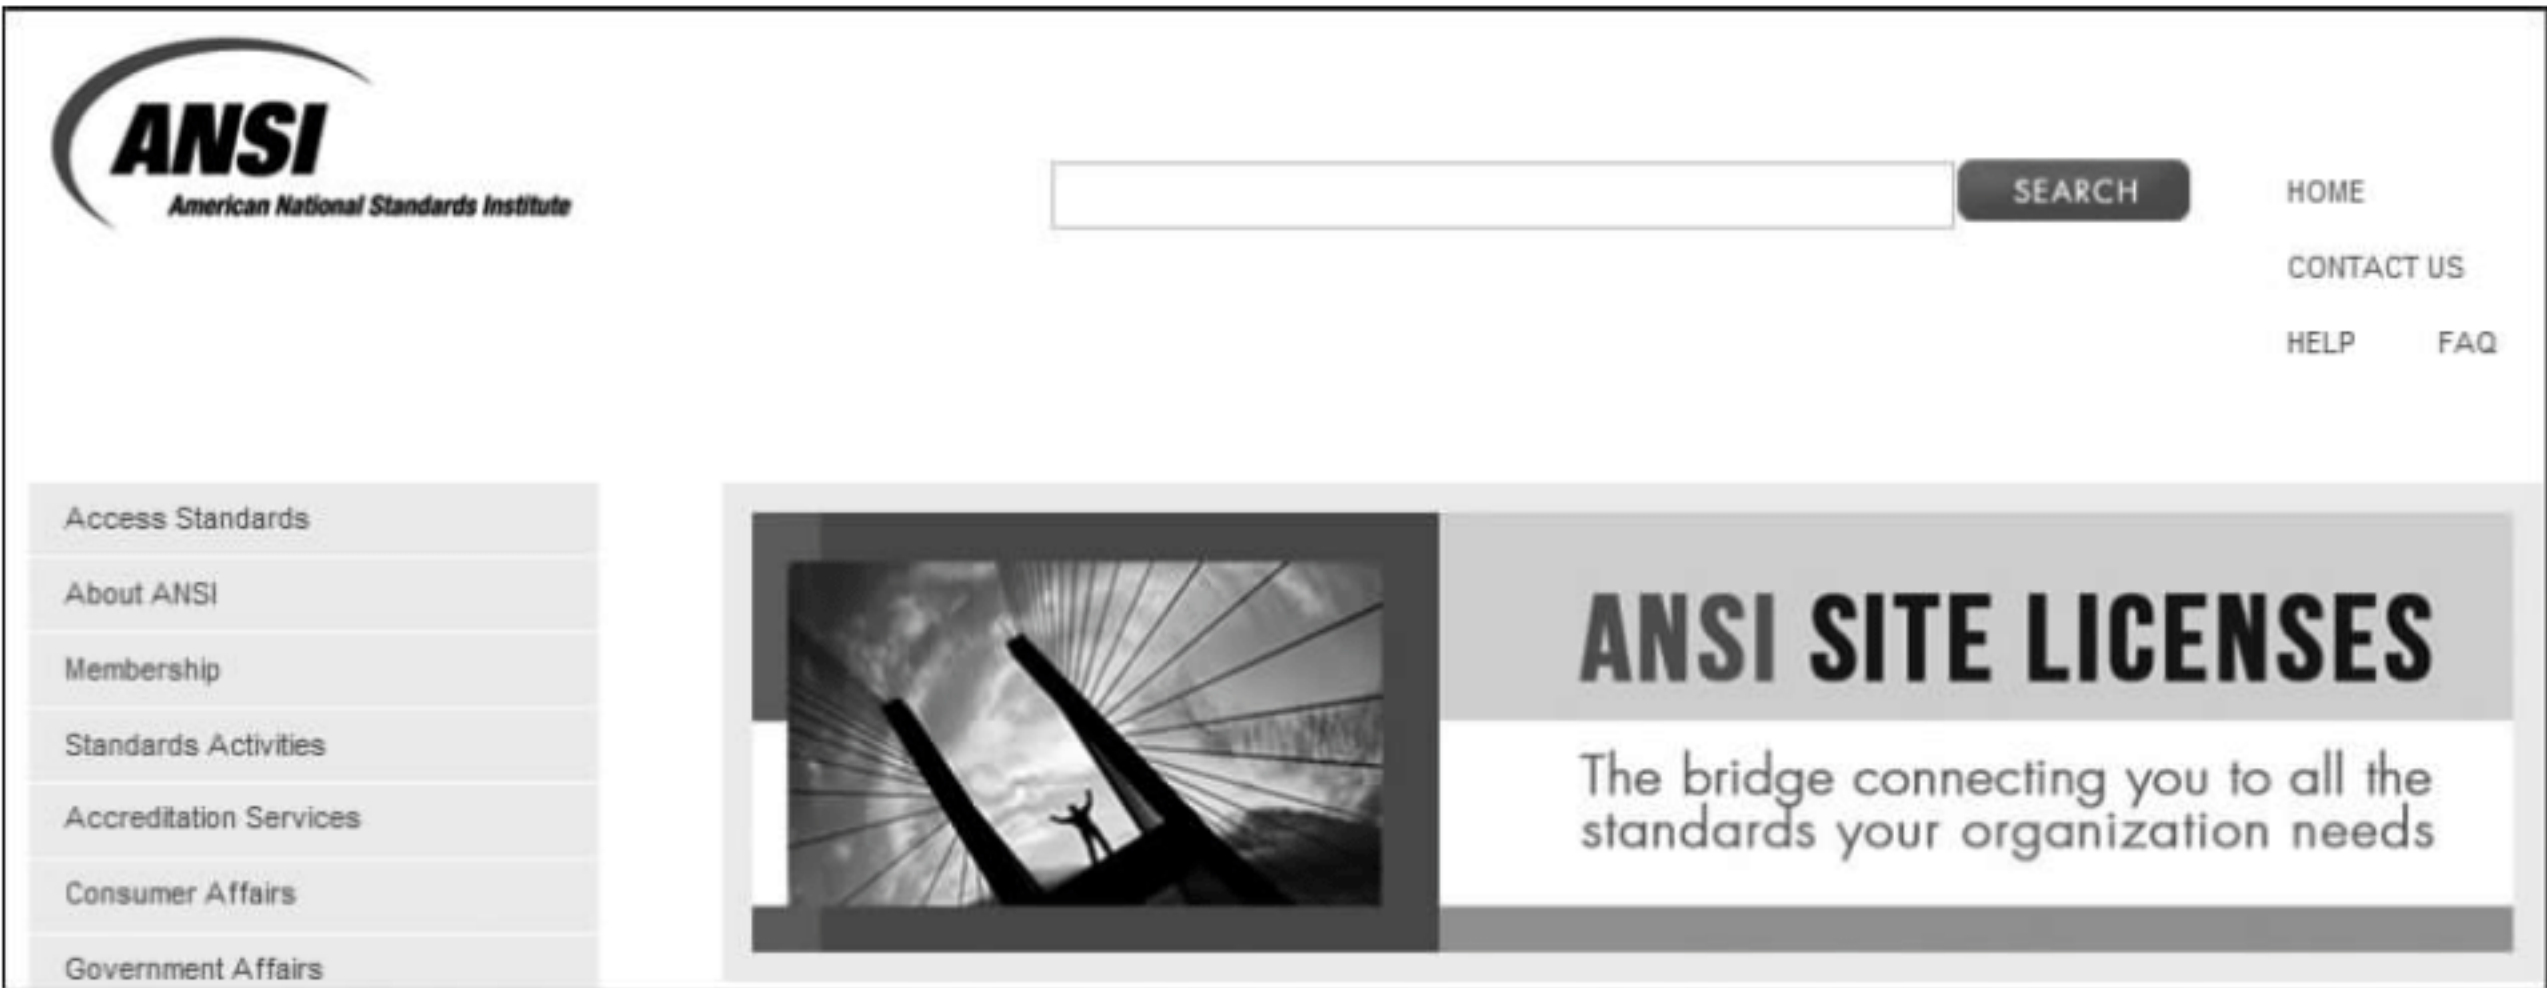 ANSI
American National Standards Institute
SEARCH
HOME
CONTACT US
HELP FAQ
Access Standards
About ANSI
Membership
Standards Activities
Accreditation Services
Consumer Affairs
Government Affairs
ANSI SITE LICENSES
The bridge connecting you to all the
standards your organization needs